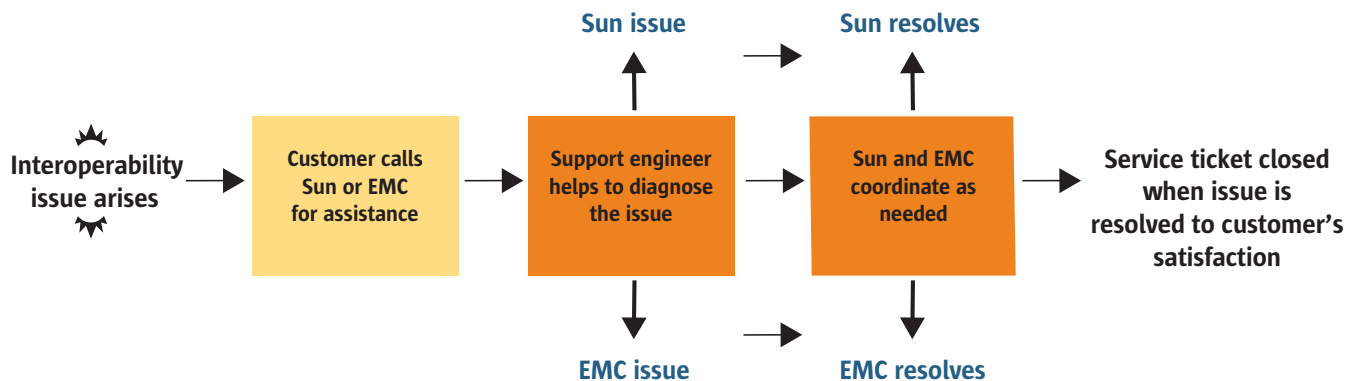 Sun issue
Sun resolves
Interoperability
issue arises
Customer calls
Sun or EMC
for assistance
Support engineer
helps to diagnose
the issue
Sun and EMC
coordinate as
needed
Service ticket closed
when issue is
resolved to customer’s
satisfaction
EMC issue
EMC resolves